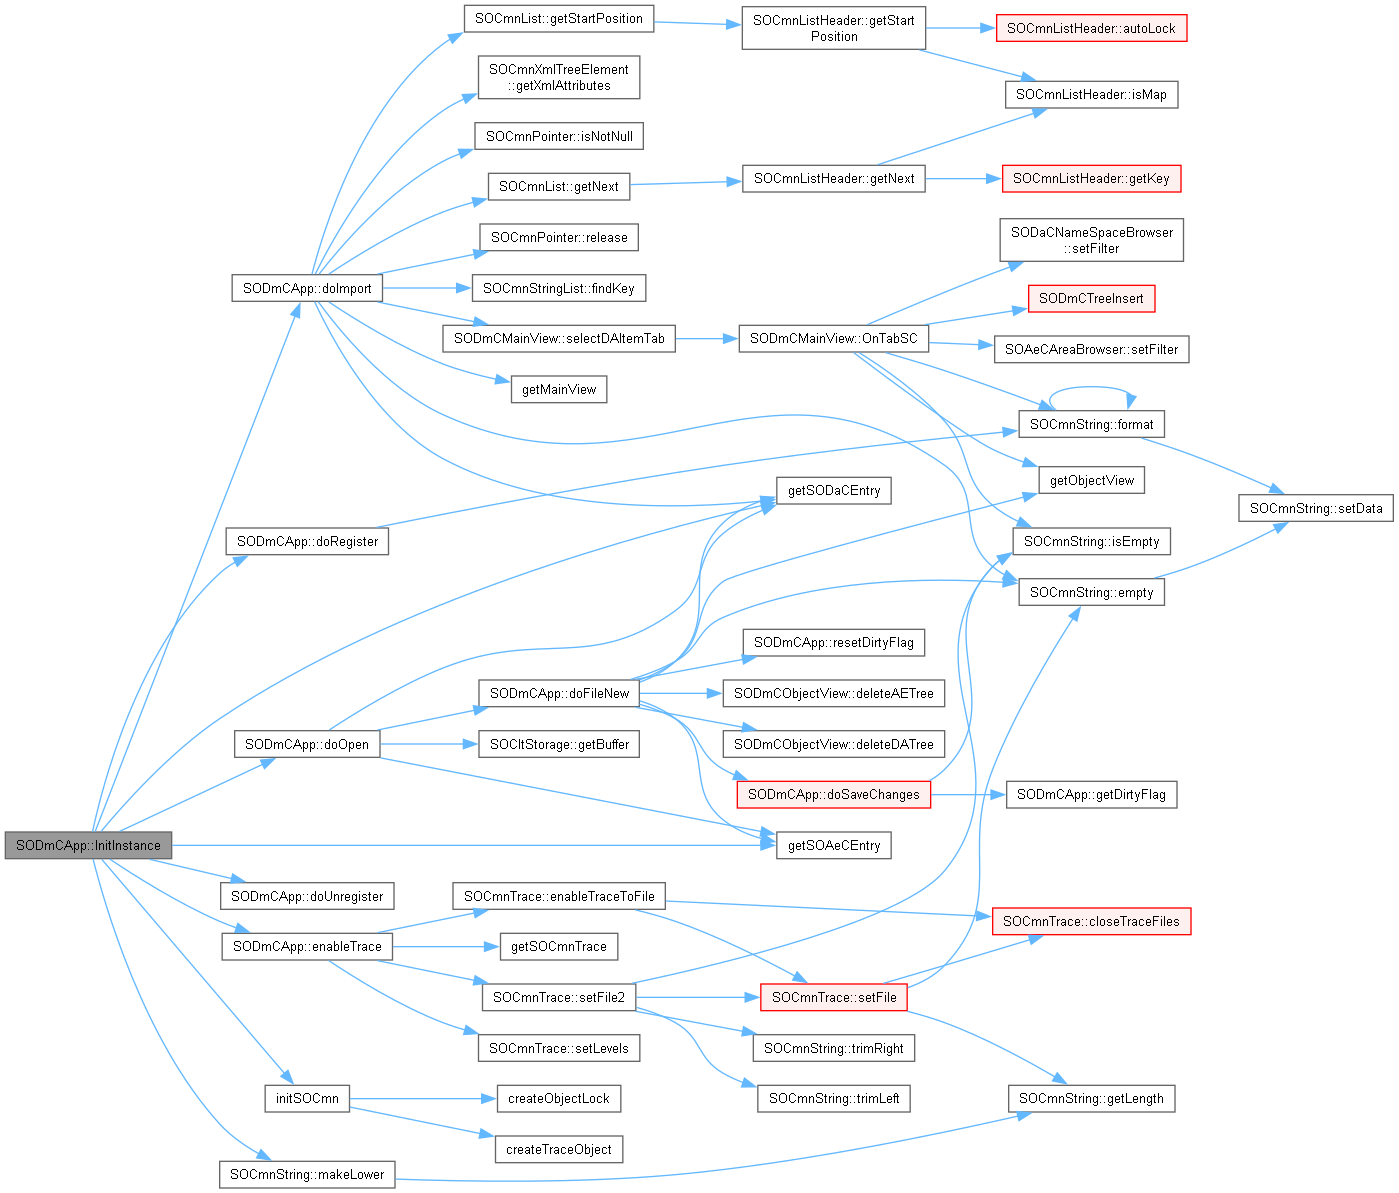 SOCmnList::getStartPosition
SOCmnListHeader::getStart
Position
SOCmnListHeader::autoLock
SOCmnXmlTreeElement
::getXmlAttributes
SOCmnListHeader::isMap
SOCmnPointer::isNotNull
SOCmnList::getNext
SOCmnListHeader::getNext
SOCmnListHeader::getKey
SOCmnPointer::release
SODaCNameSpaceBrowser
::setFilter
SODmCApp::doImport
SOCmnStringList::findKey
SODmCTreeInsert
SODmCMainView::selectDAItemTab
SODmCMainView::OnTabSC
SOAeCAreaBrowser::setFilter
getMainView
SOCmnString::format
getSODaCEntry
getObjectView
SOCmnString::setData
SODmCApp::doRegister
SOCmnString::isEmpty
SOCmnString::empty
SODmCApp::resetDirtyFlag
SODmCApp::doFileNew
SODmCObjectView::deleteAETree
SODmCApp::doOpen
SOCltStorage::getBuffer
SODmCObjectView::deleteDATree
SODmCApp::doSaveChanges
SODmCApp::getDirtyFlag
SODmCApp::InitInstance
getSOAeCEntry
SODmCApp::doUnregister
SOCmnTrace::enableTraceToFile
SOCmnTrace::closeTraceFiles
SODmCApp::enableTrace
getSOCmnTrace
SOCmnTrace::setFile2
SOCmnTrace::setFile
SOCmnTrace::setLevels
SOCmnString::trimRight
initSOCmn
createObjectLock
SOCmnString::trimLeft
SOCmnString::getLength
createTraceObject
SOCmnString::makeLower